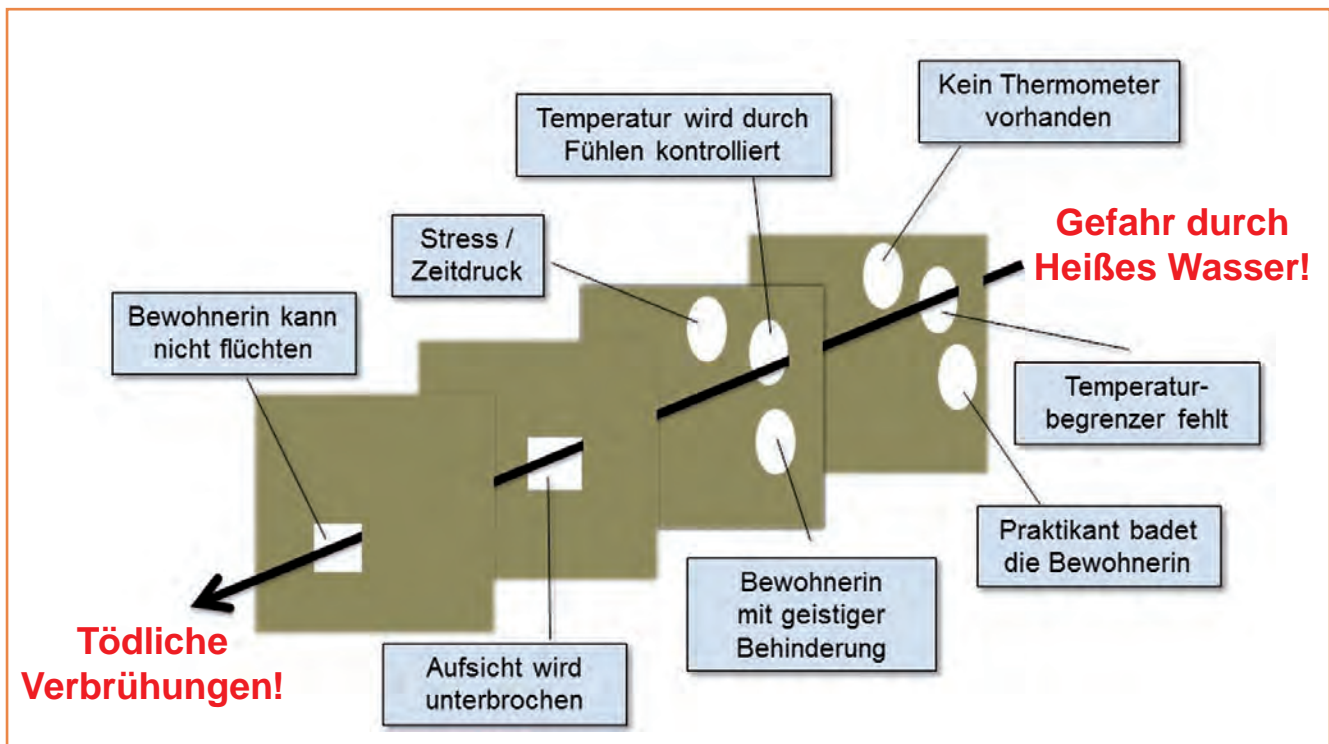 Kein Thermometer
vorhanden
Temperatur wird durch
Fühlen kontrolliert
Gefahr durch
Heißes Wasser!
Stress /
Zeitdruck
Bewohnerin kann
nicht flüchten
Temperatur-
begrenzer fehlt
Praktikant badet
die Bewohnerin
Bewohnerin
mit geistiger
Behinderung
Tödliche
Verbrühungen!
Aufsicht wird
unterbrochen